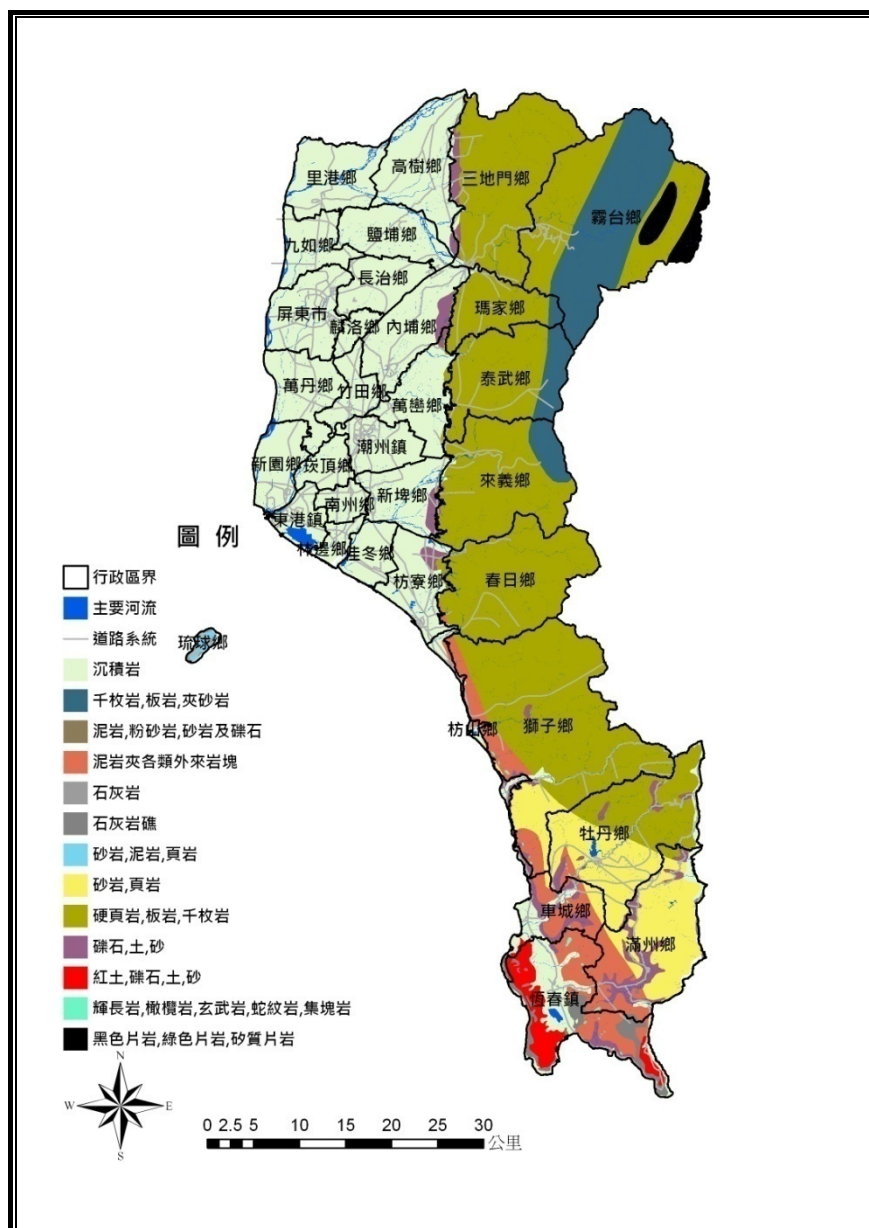 高樹鄉
里港鄉
三地門鄉
霧台鄉
鹽埔鄉
九如鄉
長治鄉
屏東市
麟洛鄉
內埔鄉
瑪家鄉
泰武鄉
萬丹鄉
竹田鄉
萬巒鄉
潮州鎮
新園鄉
崁頂鄉
來義鄉
新埤鄉
南州鄉
東港鎮
林邊鄉
佳冬鄉
枋寮鄉
春日鄉
琉球鄉
枋山鄉
獅子鄉
牡丹鄉
車城鄉
滿州鄉
恆春鎮
圖 例
行政區界
主要河流
道路系統
沉積岩
千枚岩,板岩,夾砂岩
泥岩,粉砂岩,砂岩及礫石
泥岩夾各類外來岩塊
石灰岩
石灰岩礁
砂岩,泥岩,頁岩
砂岩,頁岩
硬頁岩,板岩,千枚岩
礫石,土,砂
紅土,礫石,土,砂
輝長岩,橄欖岩,玄武岩,蛇紋岩,集塊岩
黑色片岩,綠色片岩,矽質片岩
N
W E
S
0 2.5 5 10 15 20 25 30
公里